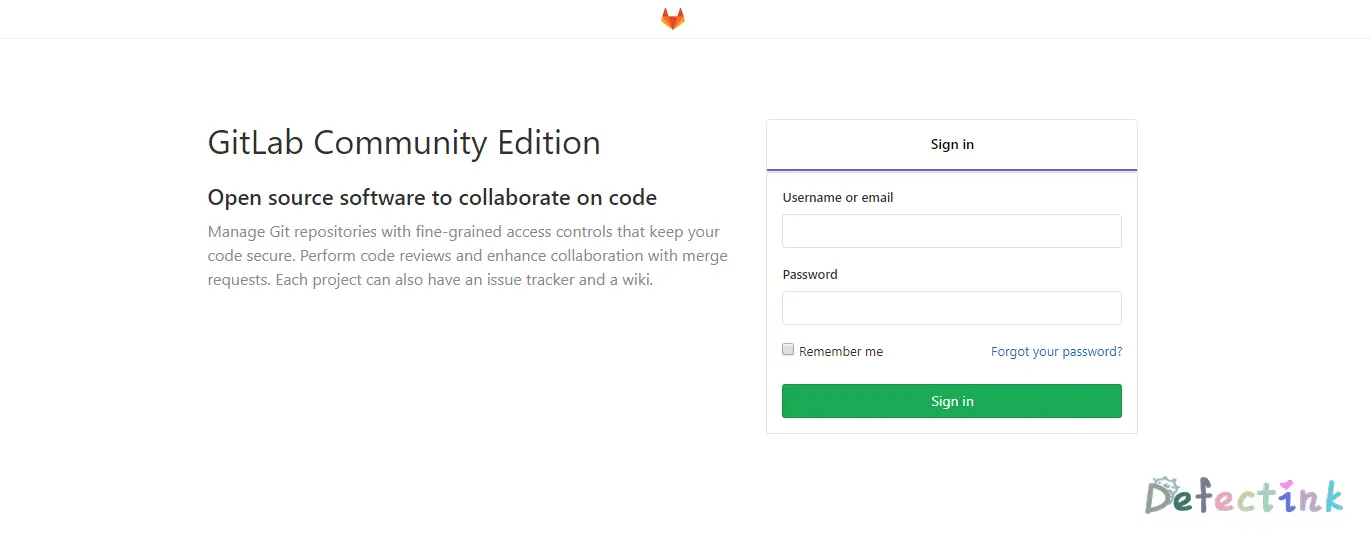 GitLab Community Edition
Open source software to collaborate on code
Manage Git repositories with fine-grained access controls that keep your
code secure. Perform code reviews and enhance collaboration with merge
requests. Each project can also have an issue tracker and a wiki.
Sign in
Username or email
Password
Remember me
Forgot your password?
Sign in
Defectink